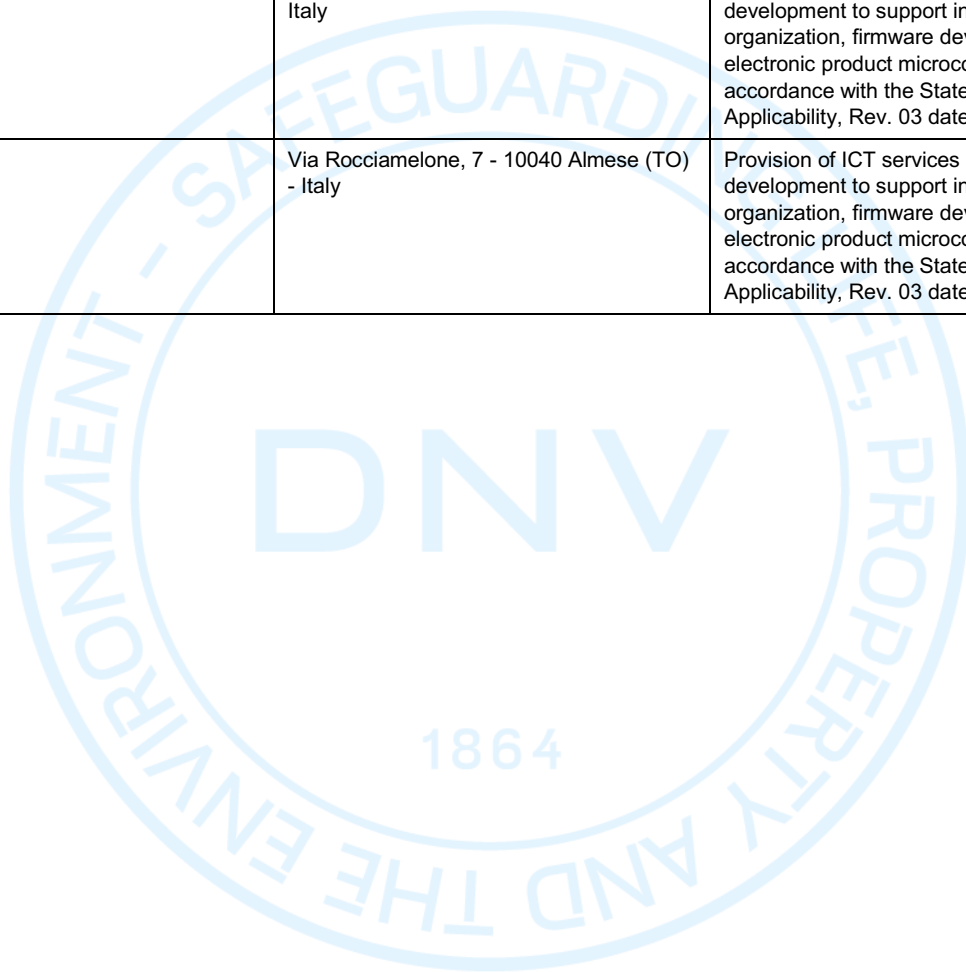 Italy
development to support in
organization, firmware dev
electronic product microco
accordance with the State
Applicability, Rev. 03 date
Via Rocciamelone, 7 - 10040 Almese (TO)
- Italy
Provision of ICT services
development to support in
organization, firmware dev
electronic product microco
accordance with the State
Applicability, Rev. 03 date
SAFEGUARDING LIFE, PROPERTY AND THE ENVIRONMENT -
DNV
1864